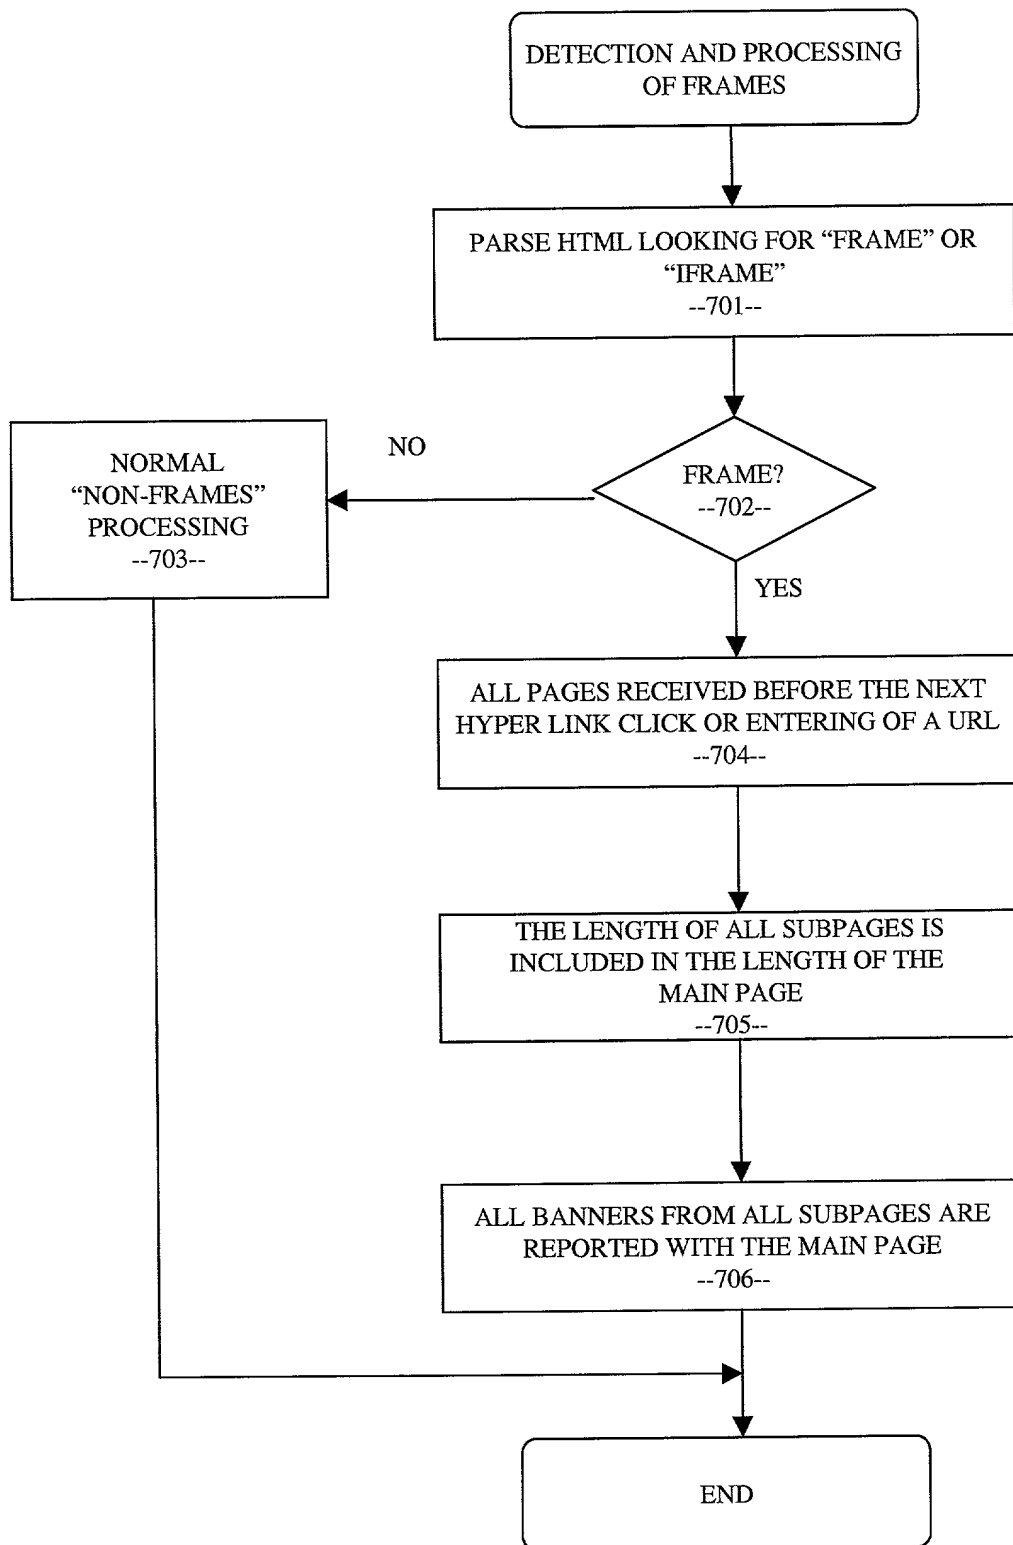 DETECTION AND PROCESSING
OF FRAMES
PARSE HTML LOOKING FOR “FRAME” OR
“IFRAME”
--701--
FRAME?
--702--
NO
NORMAL
“NON-FRAMES”
PROCESSING
--703--
YES
ALL PAGES RECEIVED BEFORE THE NEXT
HYPER LINK CLICK OR ENTERING OF A URL
--704--
THE LENGTH OF ALL SUBPAGES IS
INCLUDED IN THE LENGTH OF THE
MAIN PAGE
--705--
ALL BANNERS FROM ALL SUBPAGES ARE
REPORTED WITH THE MAIN PAGE
--706--
END